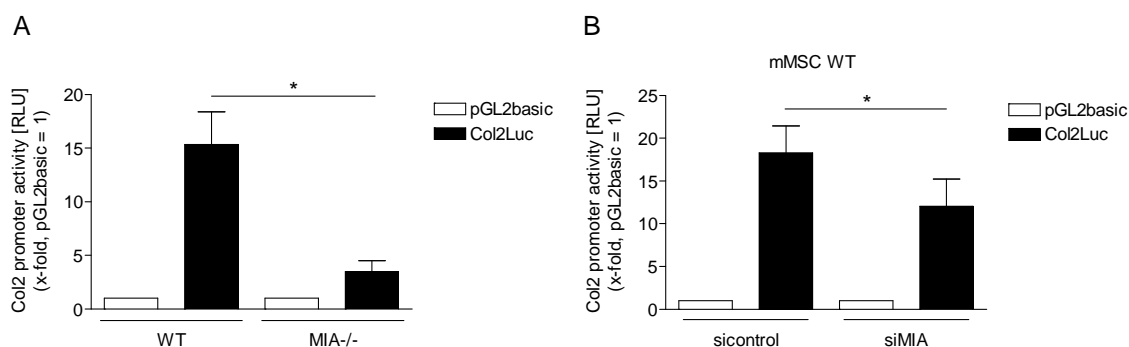 A
Col2 promoter activity [RLU]
(x-fold, pGL2basic = 1)
20
15
10
5
0
*
pGL2basic
Col2Luc
WT
MIA-/-
B
mMSC WT
Col2 promoter activity [RLU]
(x-fold, pGL2basic = 1)
25
20
15
10
5
0
*
pGL2basic
Col2Luc
sicontrol
siMIA